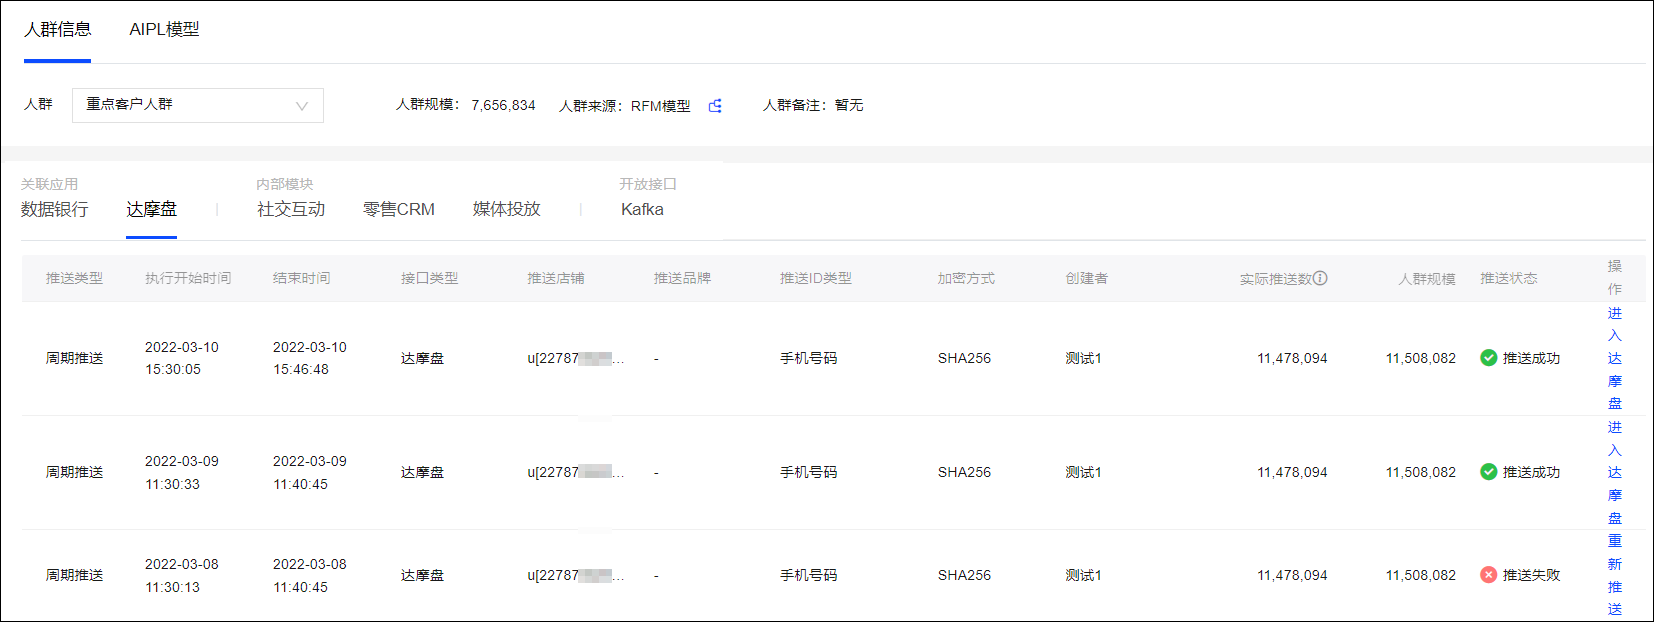 人群信息 AIPL模型
人群 重点客户人群 人群规模： 7,656,834 人群来源：RFM模型 人群备注：暂无
关联应用 内部模块 开放接口
数据银行 达摩盘 社交互动 零售CRM 媒体投放 Kafka
推送类型 执行开始时间 结束时间 接口类型 推送店铺 推送品牌 推送ID类型 加密方式 创建者 实际推送数 人群规模 推送状态 操作
周期推送 2022-03-10 15:30:05 2022-03-10 15:46:48 达摩盘 u[22787 ... - 手机号码 SHA256 测试1 11,478,094 11,508,082 推送成功 进入达摩盘
周期推送 2022-03-09 11:30:33 2022-03-09 11:40:45 达摩盘 u[22787 ... - 手机号码 SHA256 测试1 11,478,094 11,508,082 推送成功 进入达摩盘
周期推送 2022-03-08 11:30:13 2022-03-08 11:40:45 达摩盘 u[22787 ... - 手机号码 SHA256 测试1 11,478,094 11,508,082 推送失败 重新推送